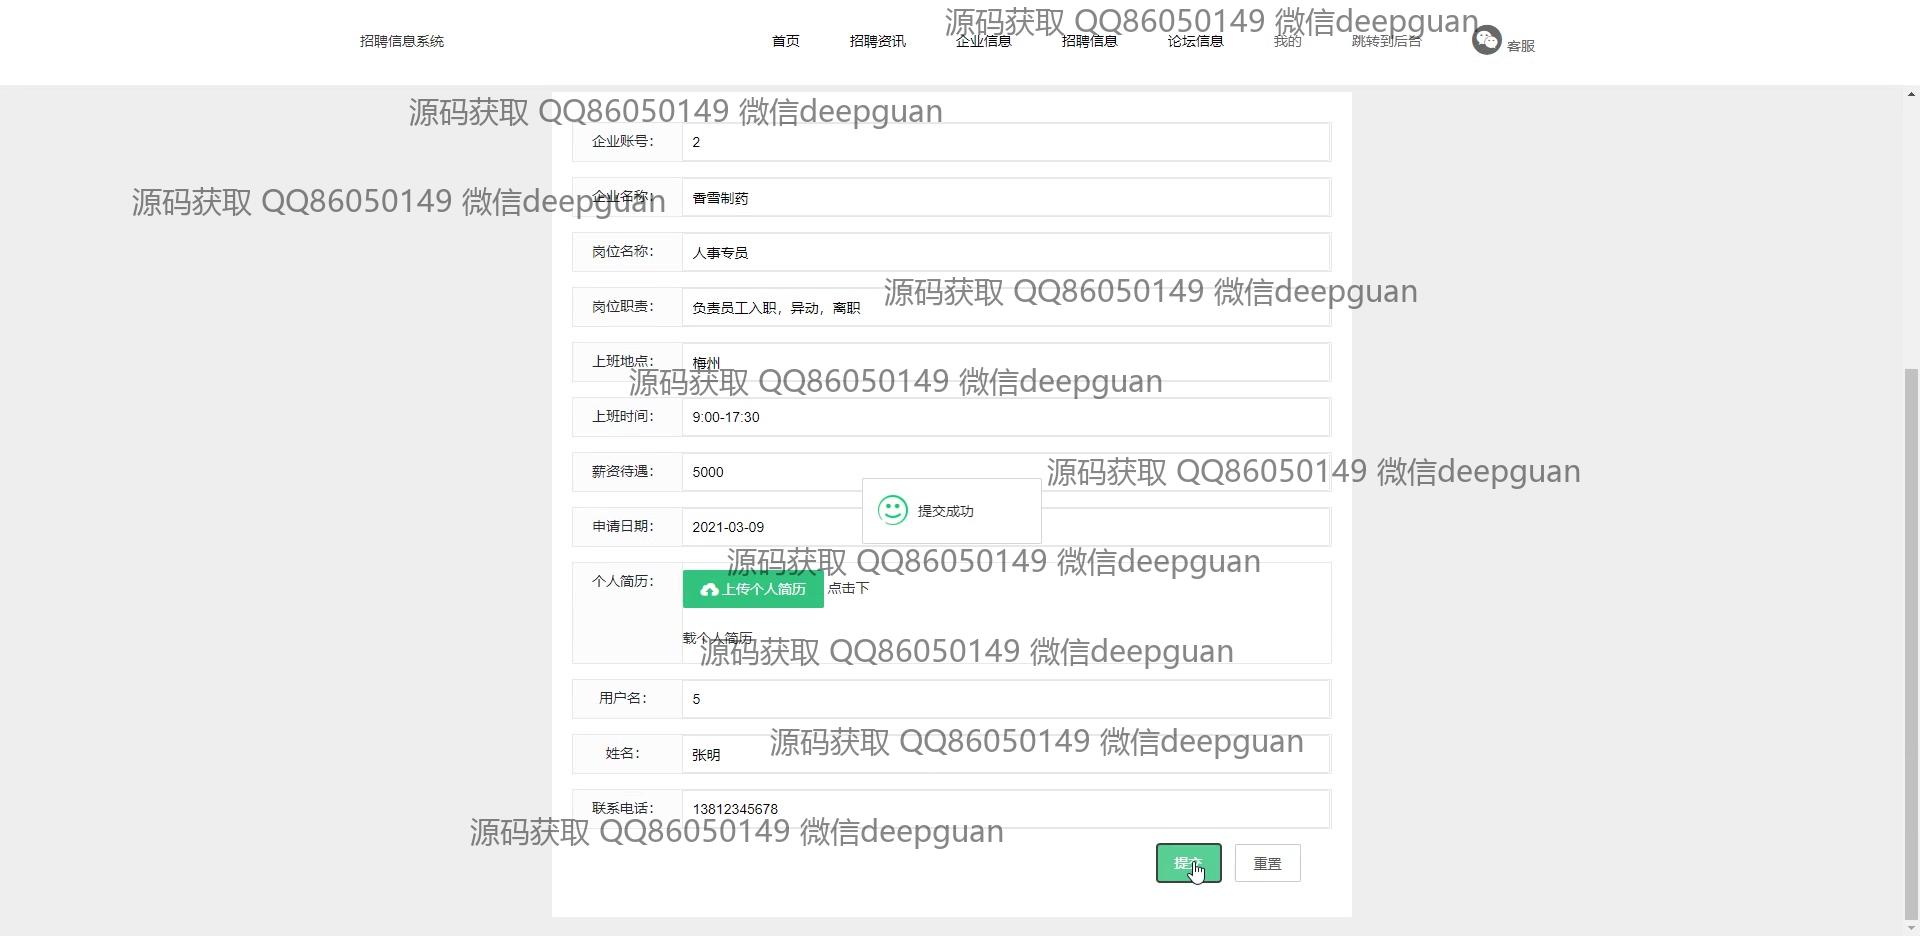 招聘信息系统
首页
招聘资讯
企业信息
招聘信息
论坛信息
我的
跳转到后台
客服
源码获取 QQ86050149 微信deepguan
源码获取 QQ86050149 微信deepguan
企业账号： 2
源码获取 QQ86050149 微信deepguan
企业名称： 香雪制药
岗位名称： 人事专员
源码获取 QQ86050149 微信deepguan
岗位职责： 负责员工入职，异动，离职
上班地点： 梅州
源码获取 QQ86050149 微信deepguan
上班时间： 9:00-17:30
薪资待遇： 5000
源码获取 QQ86050149 微信deepguan
提交成功
申请日期： 2021-03-09
源码获取 QQ86050149 微信deepguan
个人简历： 上传个人简历 点击下
载个人简历
源码获取 QQ86050149 微信deepguan
用户名： 5
源码获取 QQ86050149 微信deepguan
姓名： 张明
联系电话： 13812345678
源码获取 QQ86050149 微信deepguan
提交
重置